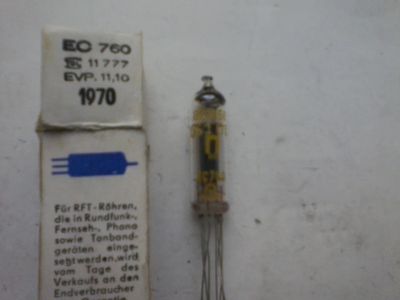 EC 760
11 777
EVP. 11,10
1970
Für RFT-Röhren,
die in Rundfunk-,
Fernseh-, Phono
sowie Tonband-
geräten einge-
setzt werden, wird
vom Tage des
Verkaufs an den
Endverbraucher